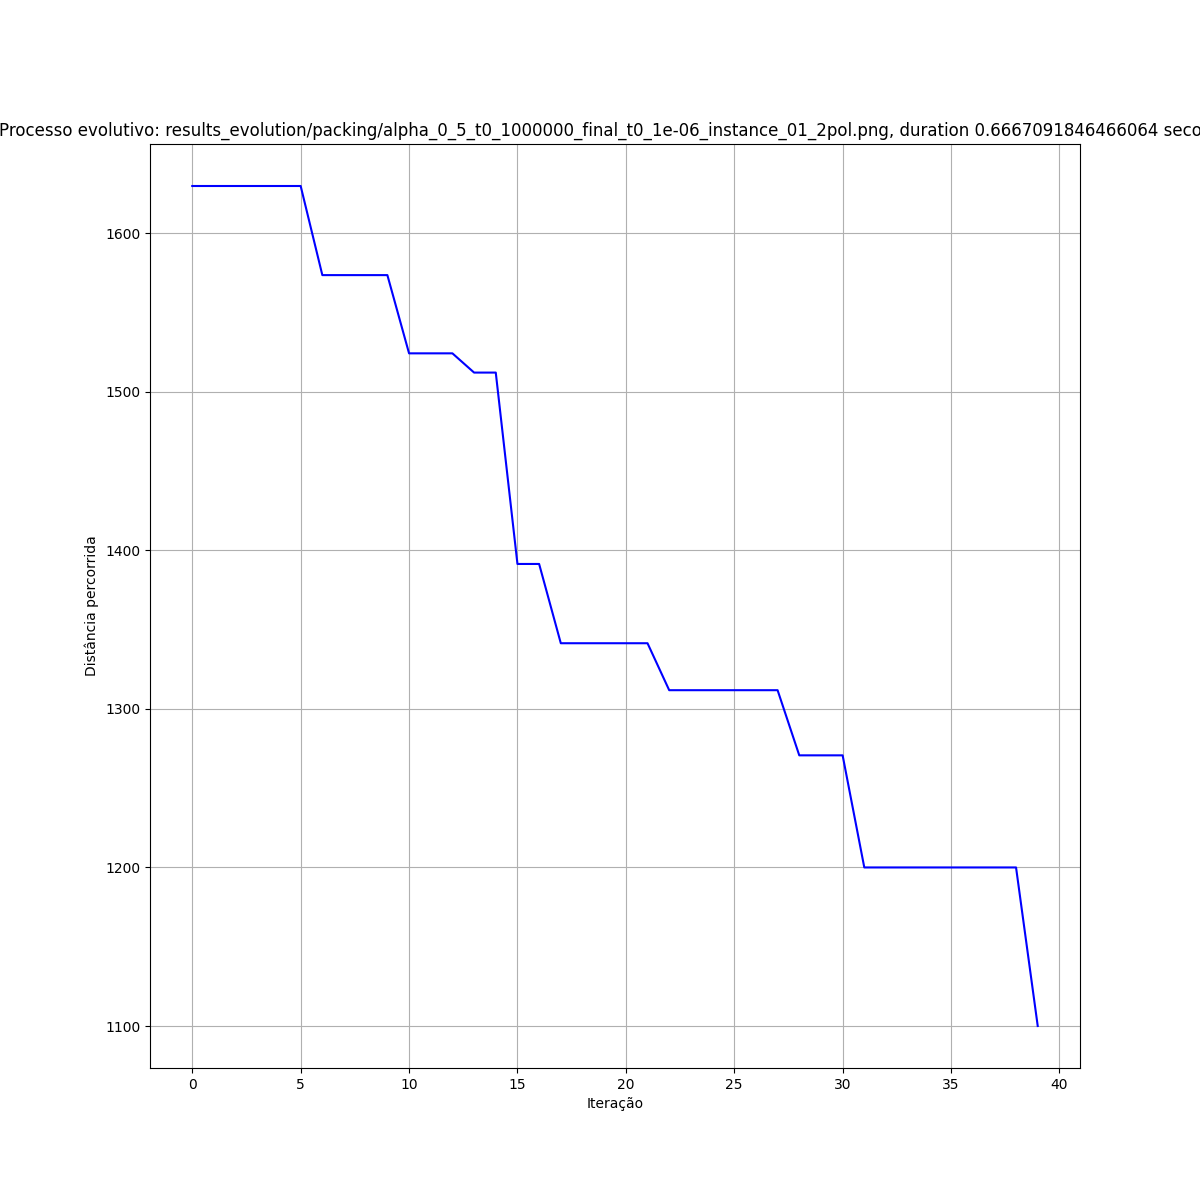 Processo evolutivo: results_evolution/packing/alpha_0_5_t0_1000000_final_t0_1e-06_instance_01_2pol.png, duration 0.6667091846466064 seco
1600
1500
1400
1300
1200
1100
Distância percorrida
0 5 10 15 20 25 30 35 40
Iteração